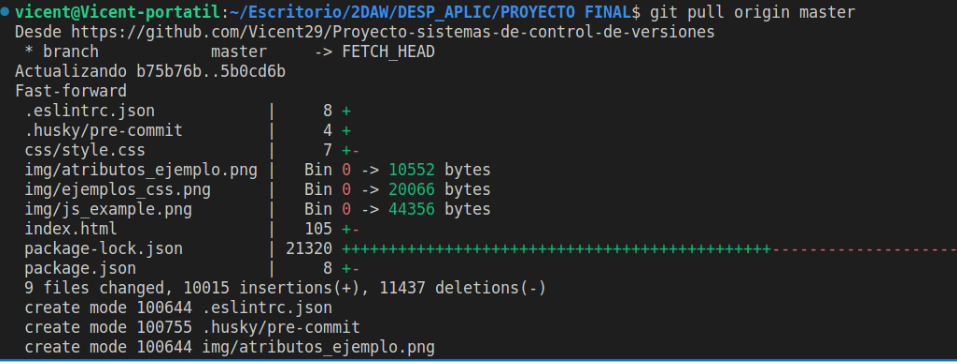 vicent@Vicent-portatil:~/Escritorio/2DAW/DESP_APLIC/PROYECTO FINAL$ git pull origin master
Desde https://github.com/Vicent29/Proyecto-sistemas-de-control-de-versiones
 * branch            master     -> FETCH_HEAD
Actualizando b75b76b..5b0cd6b
Fast-forward
 .eslintrc.json            |     8 +
 .husky/pre-commit         |     4 +
 css/style.css             |     7 +-
 img/atributos_ejemplo.png |   Bin 0 -> 10552 bytes
 img/ejemplos_css.png      |   Bin 0 -> 20066 bytes
 img/js_example.png        |   Bin 0 -> 44356 bytes
 index.html                |   105 +-
 package-lock.json         | 21320 ++++++++++++++++++++++++++++++++++++++++++++++--------------------
 package.json              |     8 +-
 9 files changed, 10015 insertions(+), 11437 deletions(-)
 create mode 100644 .eslintrc.json
 create mode 100755 .husky/pre-commit
 create mode 100644 img/atributos_ejemplo.png